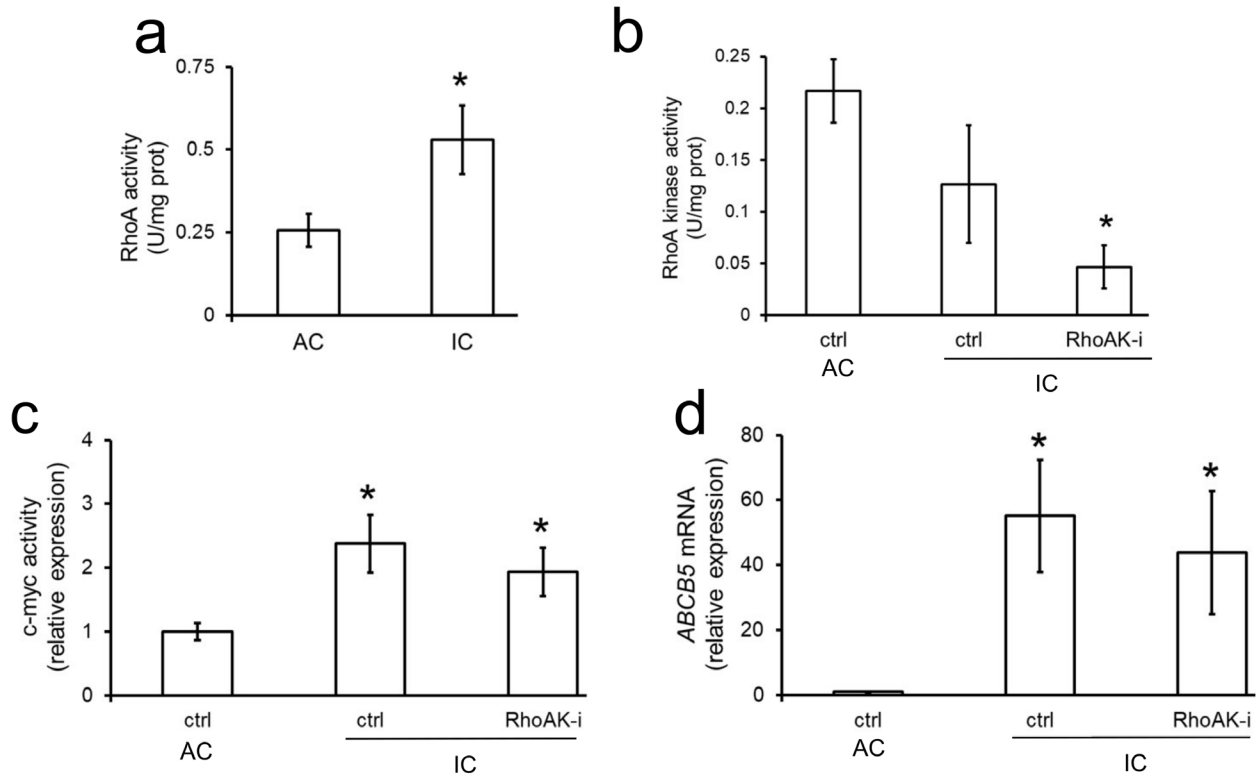 a
RhoA activity
(U/mg prot)
0.75
0.5
0.25
0
*
AC IC
b
RhoA kinase activity
(U/mg prot)
0.25
0.2
0.15
0.1
0.05
0
*
ctrl ctrl RhoAK-i
AC IC
c
c-myc activity
(relative expression)
4
3
2
1
0
* *
ctrl ctrl RhoAK-i
AC IC
d
ABCB5 mRNA
(relative expression)
80
60
40
20
0
* *
ctrl ctrl RhoAK-i
AC IC